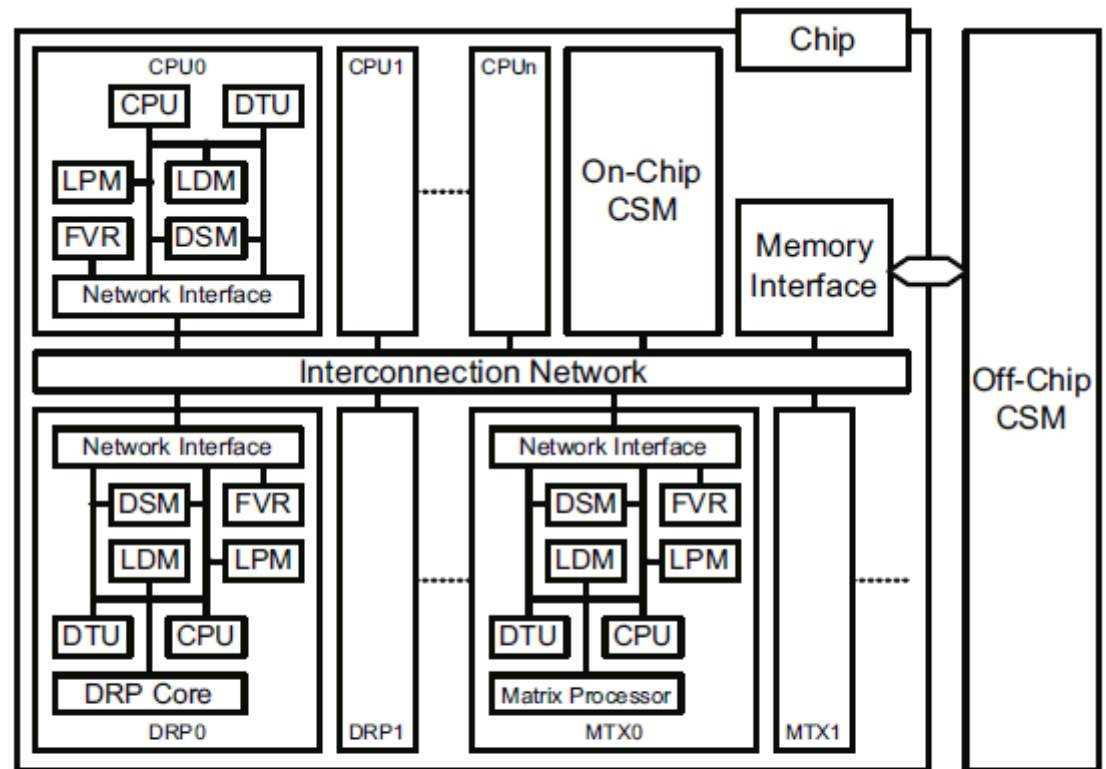 Chip
CPU0
CPU1
CPUn
CPU
DTU
On-Chip
CSM
LPM
LDM
FVR
DSM
Memory
Interface
Network Interface
Interconnection Network
Off-Chip
CSM
Network Interface
DSM
FVR
LDM
LPM
DTU
CPU
DRP Core
DRP0
DRP1
Network Interface
DSM
FVR
LDM
LPM
DTU
CPU
Matrix Processor
MTX0
MTX1